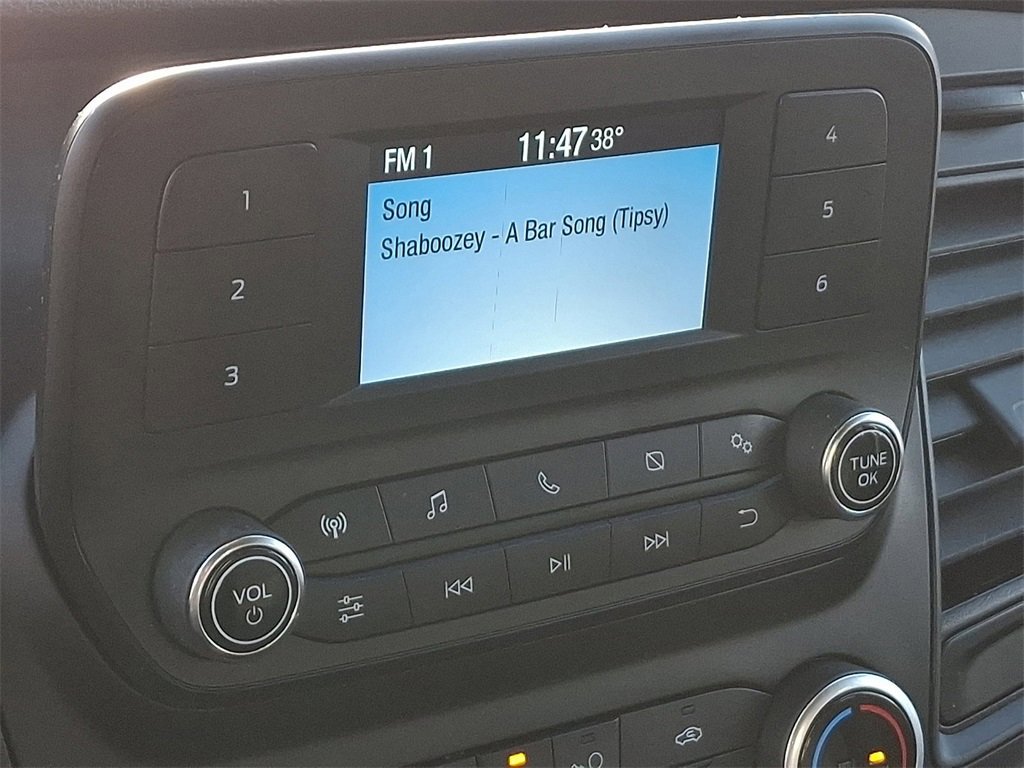 FM 1 11:47 38°
Song
Shaboozey - A Bar Song (Tipsy)
1
2
3
4
5
6
VOL
TUNE
OK